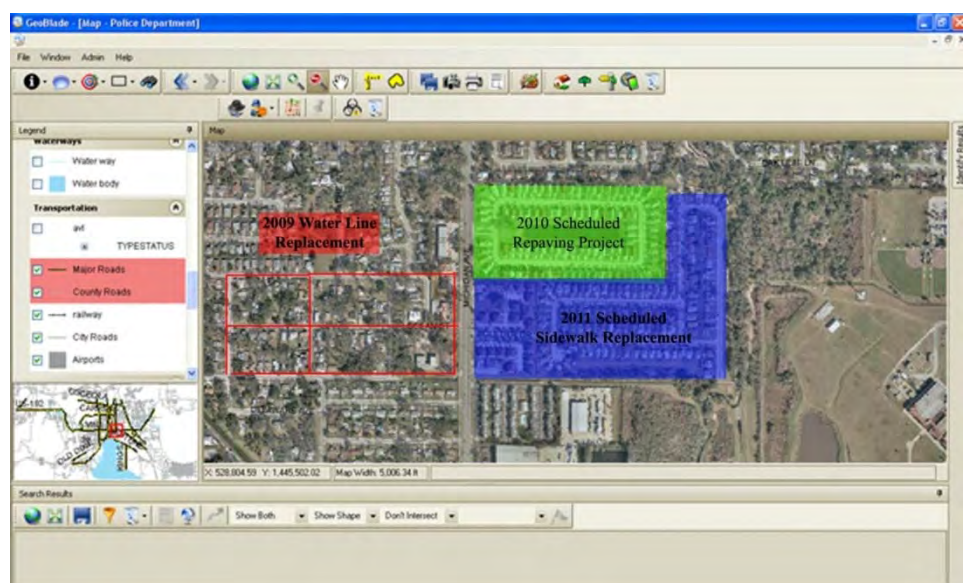 GeoBlade - [Map - Police Department]
File Window Admin Help
Legend
Map
Identify Results
Waterways
Water way
Water body
Transportation
avl
TYPESTATUS
Major Roads
County Roads
railway
City Roads
Airports
2009 Water Line
Replacement
2010 Scheduled
Repaving Project
2011 Scheduled
Sidewalk Replacement
X: 528,004.59 Y: 1,445,502.02 Map Width: 5,006.34 ft
Search Results
Show Both Show Shape Don't Intersect